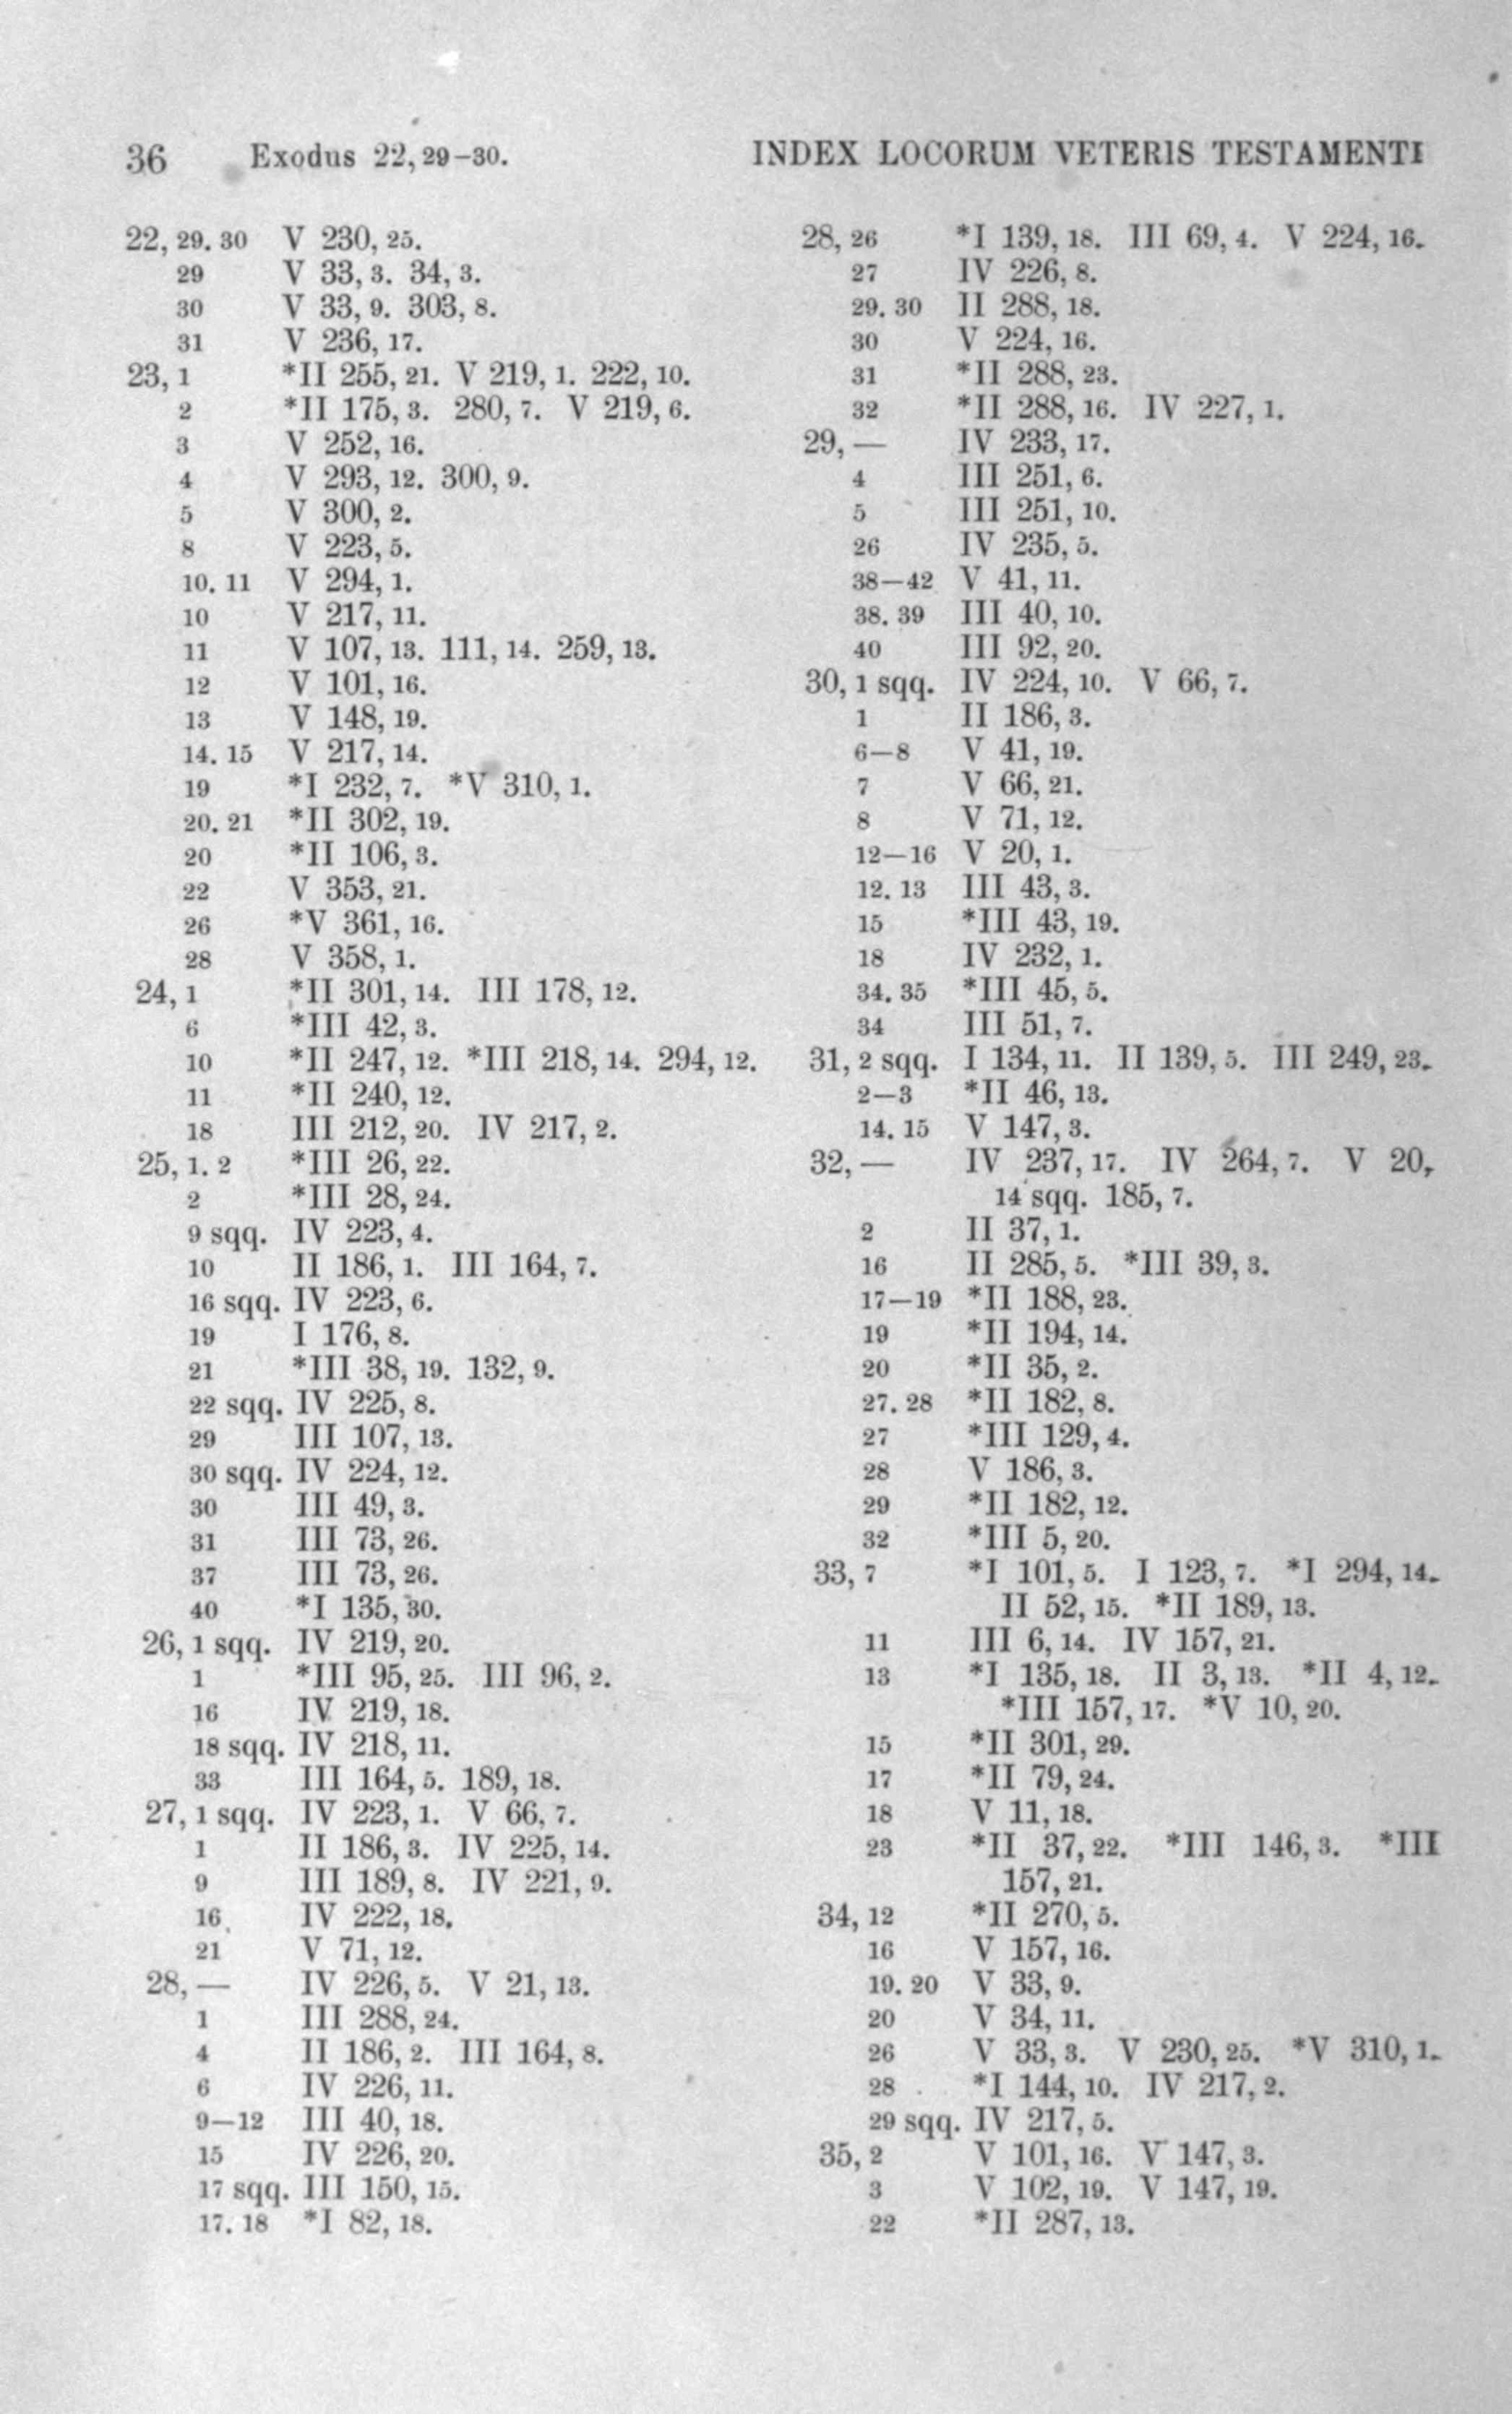 36 Exodus 22, 29–30. INDEX LOCORUM VETERIS TESTAMENTI
22, 29. 30 V 230, 25.
29 V 33, 3. 34, 3.
30 V 33, 9. 303, 8.
31 V 236, 17.
23, 1 *II 255, 21. V 219, 1. 222, 10.
2 *II 175, 3. 280, 7. V 219, 6.
3 V 252, 16.
4 V 293, 12. 300, 9.
5 V 300, 2.
8 V 223, 5.
10. 11 V 294, 1.
10 V 217, 11.
11 V 107, 13. 111, 14. 259, 13.
12 V 101, 16.
13 V 148, 19.
14. 15 V 217, 14.
19 *I 232, 7. *V 310, 1.
20. 21 *II 302, 19.
20 *II 106, 3.
22 V 353, 21.
26 *V 361, 16.
28 V 358, 1.
24, 1 *II 301, 14. III 178, 12.
6 *III 42, 3.
10 *II 247, 12. *III 218, 14. 294, 12.
11 *II 240, 12.
18 III 212, 20. IV 217, 2.
25, 1. 2 *III 26, 22.
2 *III 28, 24.
9 sqq. IV 223, 4.
10 II 186, 1. III 164, 7.
16 sqq. IV 223, 6.
19 I 176, 8.
21 *III 38, 19. 132, 9.
22 sqq. IV 225, 8.
29 III 107, 13.
30 sqq. IV 224, 12.
30 III 49, 3.
31 III 73, 26.
37 III 73, 26.
40 *I 135, 30.
26, 1 sqq. IV 219, 20.
1 *III 95, 25. III 96, 2.
16 IV 219, 18.
18 sqq. IV 218, 11.
33 III 164, 5. 189, 18.
27, 1 sqq. IV 223, 1. V 66, 7.
1 II 186, 3. IV 225, 14.
9 III 189, 8. IV 221, 9.
16 IV 222, 18.
21 V 71, 12.
28, — IV 226, 5. V 21, 13.
1 III 288, 24.
4 II 186, 2. III 164, 8.
6 IV 226, 11.
9—12 III 40, 18.
15 IV 226, 20.
17 sqq. III 150, 15.
17. 18 *I 82, 18.
28, 26 *I 139, 18. III 69, 4. V 224, 16.
27 IV 226, 8.
29. 30 II 288, 18.
30 V 224, 16.
31 *II 288, 23.
32 *II 288, 16. IV 227, 1.
29, — IV 233, 17.
4 III 251, 6.
5 III 251, 10.
26 IV 235, 5.
38—42 V 41, 11.
38. 39 III 40, 10.
40 III 92, 20.
30, 1 sqq. IV 224, 10. V 66, 7.
1 II 186, 3.
6—8 V 41, 19.
7 V 66, 21.
8 V 71, 12.
12—16 V 20, 1.
12. 13 III 43, 3.
15 *III 43, 19.
18 IV 232, 1.
34. 35 *III 45, 5.
34 III 51, 7.
31, 2 sqq. I 134, 11. II 139, 5. III 249, 23.
2—3 *II 46, 13.
14. 15 V 147, 3.
32, — IV 237, 17. IV 264, 7. V 20,
14 sqq. 185, 7.
2 II 37, 1.
16 II 285, 5. *III 39, 3.
17—19 *II 188, 23.
19 *II 194, 14.
20 *II 35, 2.
27. 28 *II 182, 8.
27 *III 129, 4.
28 V 186, 3.
29 *II 182, 12.
32 *III 5, 20.
33, 7 *I 101, 5. I 123, 7. *I 294, 14.
II 52, 15. *II 189, 13.
11 III 6, 14. IV 157, 21.
13 *I 135, 18. II 3, 13. *II 4, 12.
*III 157, 17. *V 10, 20.
15 *II 301, 29.
17 *II 79, 24.
18 V 11, 18.
23 *II 37, 22. *III 146, 3. *III
157, 21.
34, 12 *II 270, 5.
16 V 157, 16.
19. 20 V 33, 9.
20 V 34, 11.
26 V 33, 3. V 230, 25. *V 310, 1.
28 *I 144, 10. IV 217, 2.
29 sqq. IV 217, 5.
35, 2 V 101, 16. V 147, 3.
3 V 102, 19. V 147, 19.
22 *II 287, 13.